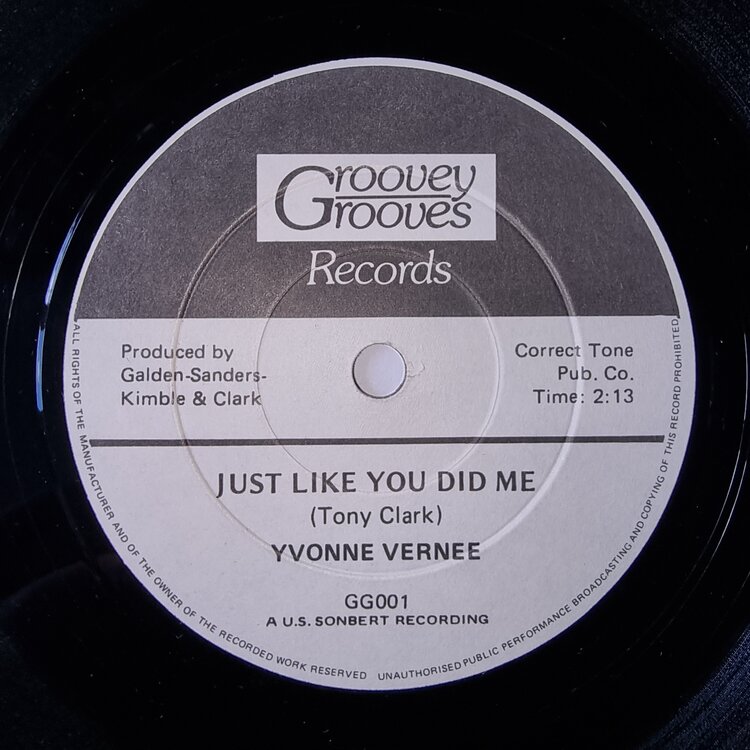 Groovey
Grooves
Records
Produced by
Galden-Sanders-
Kimble & Clark
Correct Tone
Pub. Co.
Time: 2:13
JUST LIKE YOU DID ME
(Tony Clark)
YVONNE VERNEE
GG001
A U.S. SONBERT RECORDING
ALL RIGHTS OF THE MANUFACTURER AND OF THE OWNER OF THE RECORDED WORK RESERVED UNAUTHORISED PUBLIC PERFORMANCE BROADCASTING AND COPYING OF THIS RECORD PROHIBITED